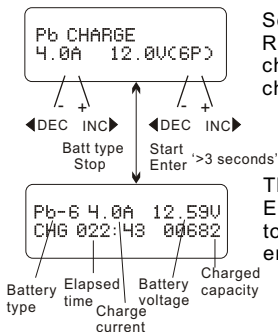 Pb CHARGE
4.0A 12.0V(6P)
- + - +
◀DEC INC▶ ◀DEC INC▶
Batt type Start
Stop Enter '>3 seconds'
Pb-6 4.0A 12.59V
CHG 022:43 00682
Battery type
Elapsed time
Charge current
Battery voltage
Charged capacity